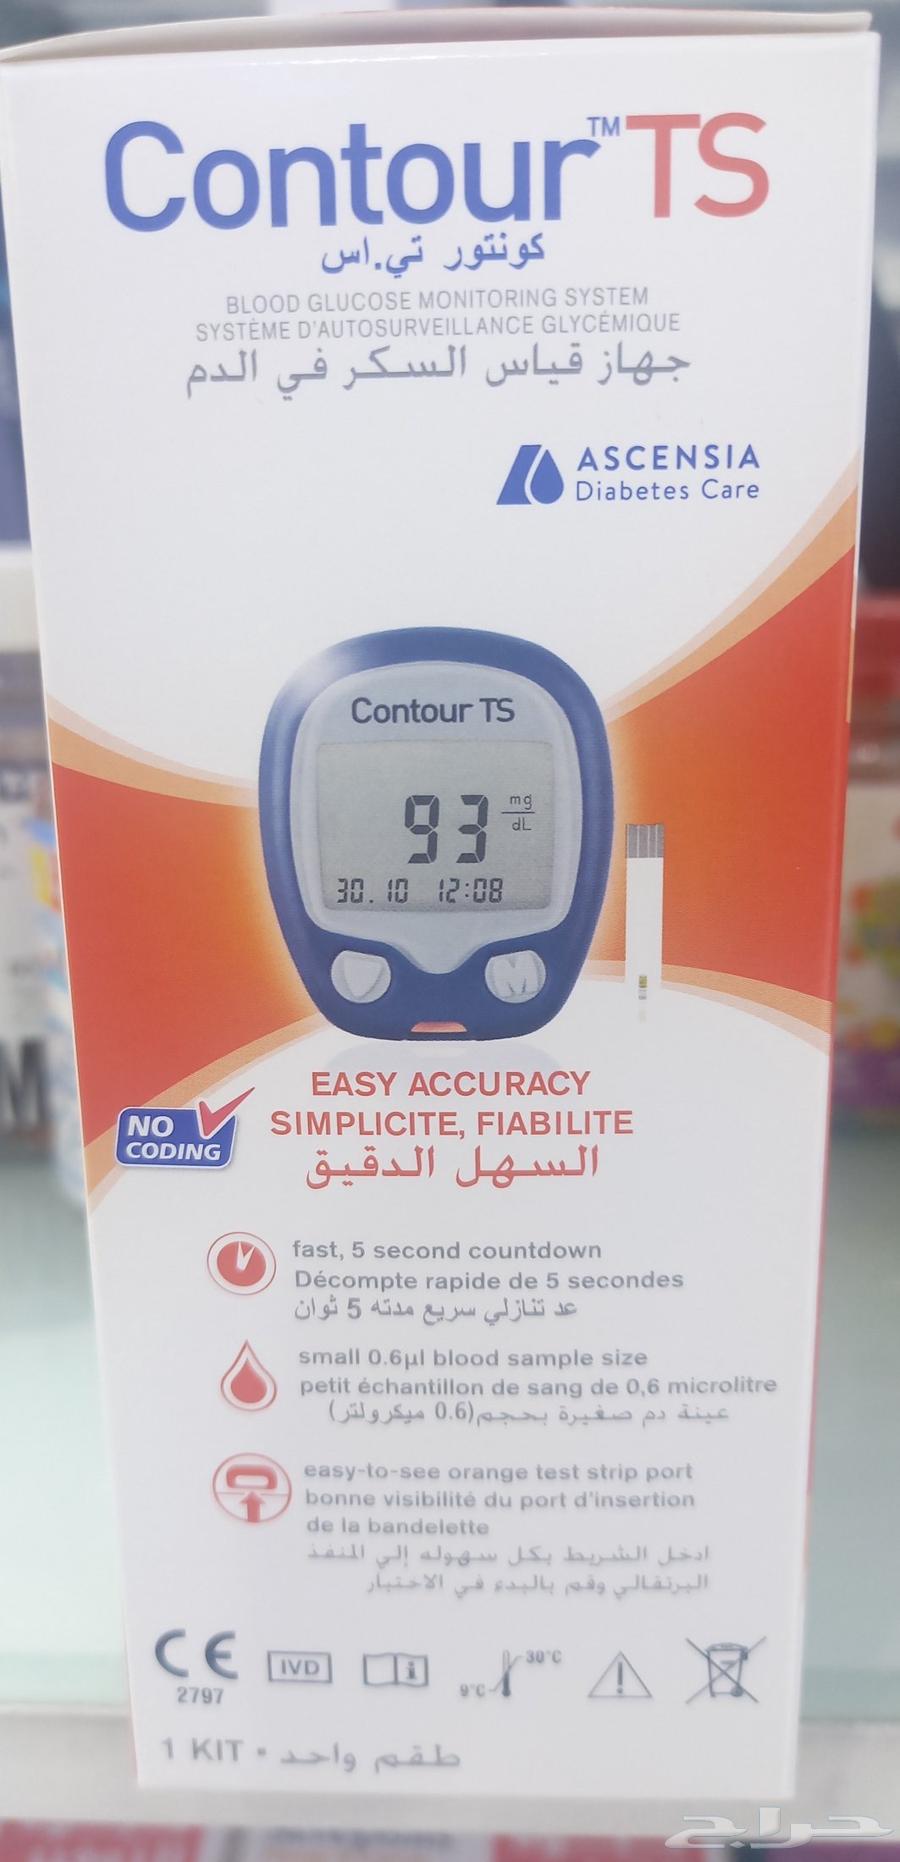 Contour™TS
كونتور تي.اس
BLOOD GLUCOSE MONITORING SYSTEM
SYSTÈME D'AUTOSURVEILLANCE GLYCÉMIQUE
جهاز قياس السكر في الدم
ASCENSIA
Diabetes Care
Contour TS
93 mg/dL
30.10 12:08
M
EASY ACCURACY
SIMPLICITE, FIABILITE
السهل الدقيق
NO
CODING
fast, 5 second countdown
Décompte rapide de 5 secondes
عد تنازلي سريع مدته 5 ثوان
small 0.6µl blood sample size
petit échantillon de sang de 0,6 microlitre
عينة دم صغيرة بحجم(0.6 ميكرولتر)
easy-to-see orange test strip port
bonne visibilité du port d'insertion
de la bandelette
ادخل الشريط بكل سهوله إلي المنفذ
البرتقالي وقم بالبدء في الاختبار
CE
2797
IVD
i
9°C
30°C
1 KIT • طقم واحد
حراج